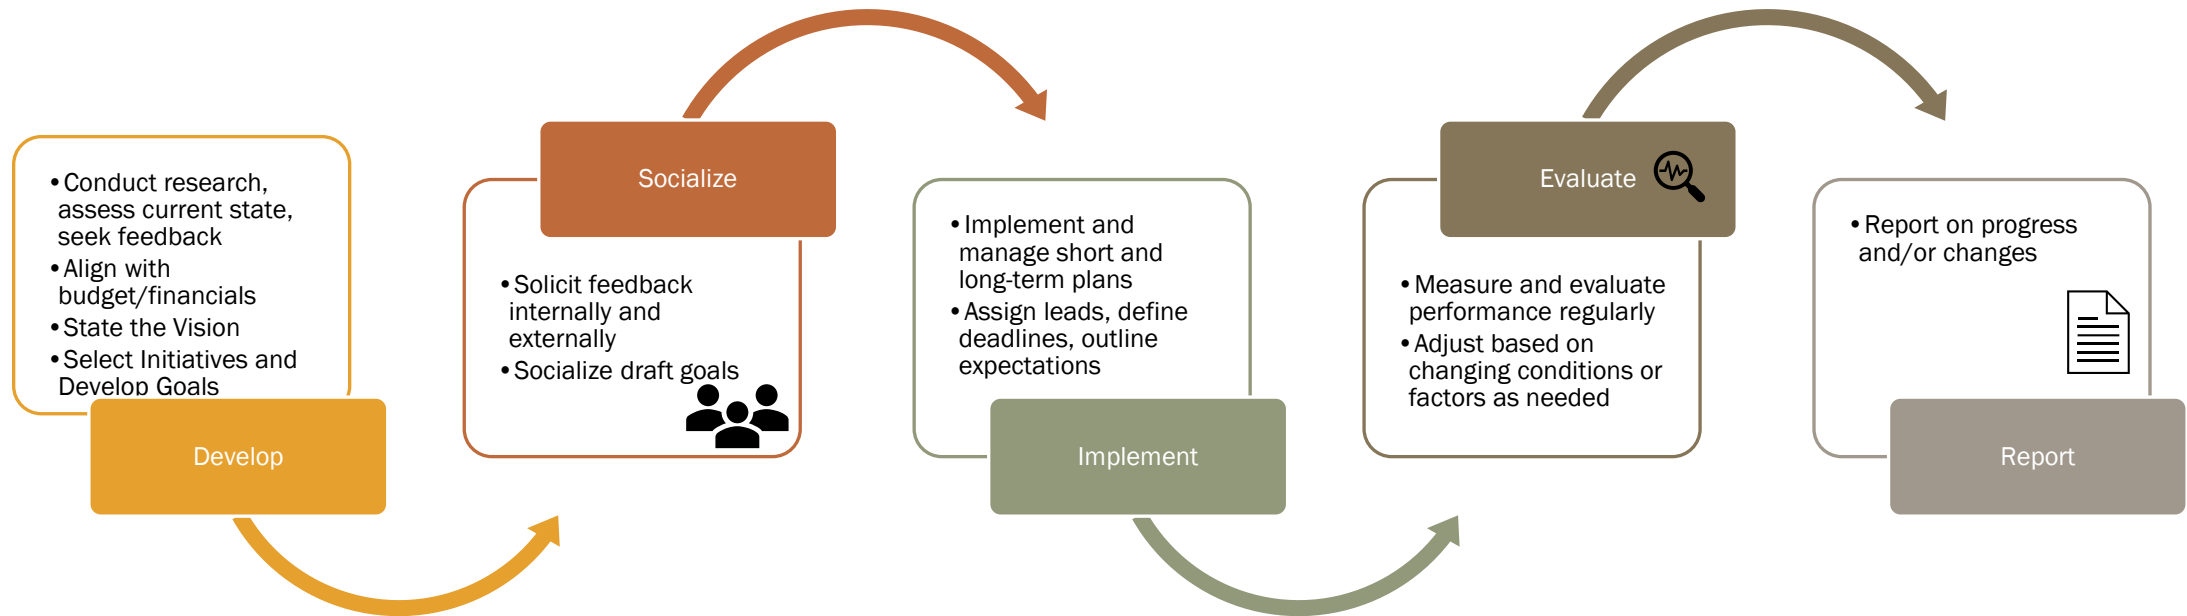 • Conduct research,
assess current state,
seek feedback
• Align with
budget/financials
• State the Vision
• Select Initiatives and
Develop Goals
Develop
Socialize
• Solicit feedback
internally and
externally
• Socialize draft goals
• Implement and
manage short and
long-term plans
• Assign leads, define
deadlines, outline
expectations
Implement
Evaluate
• Measure and evaluate
performance regularly
• Adjust based on
changing conditions or
factors as needed
• Report on progress
and/or changes
Report